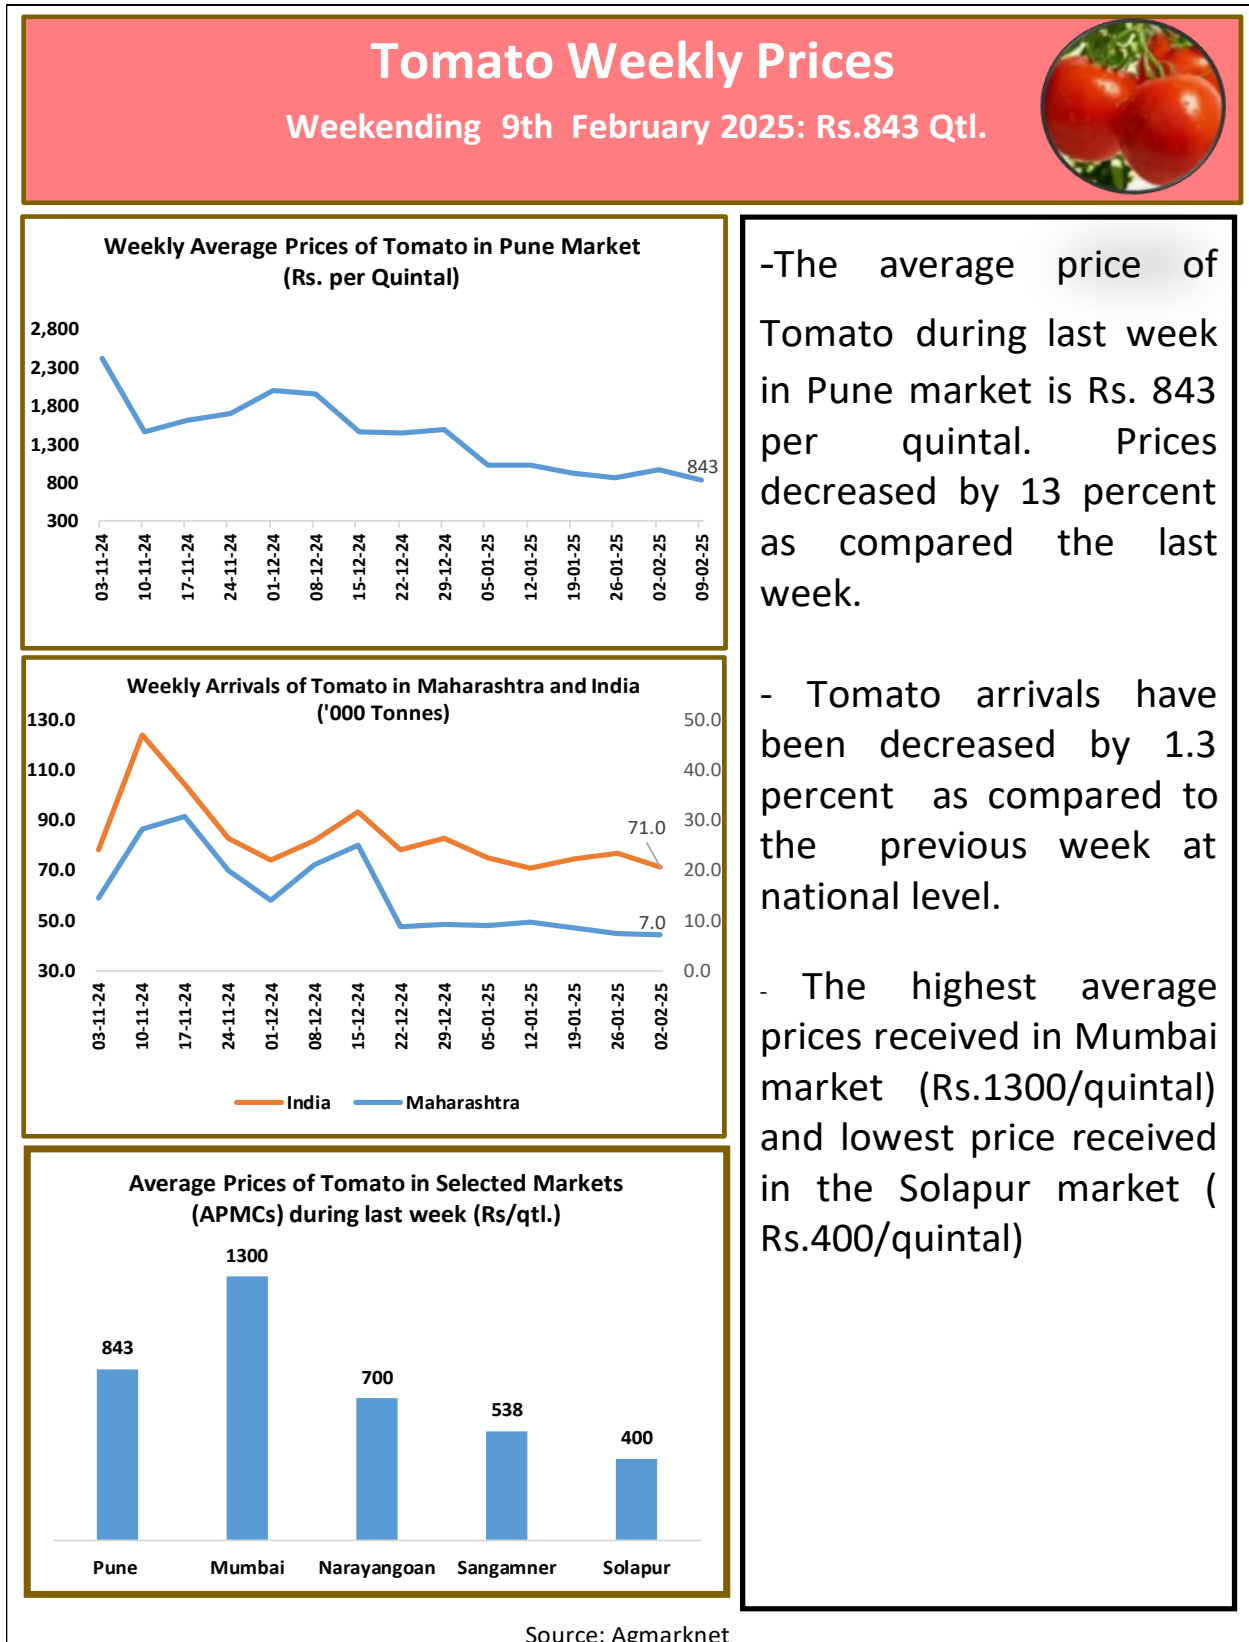 Tomato Weekly Prices
Weekending 9th February 2025: Rs.843 Qtl.
Weekly Average Prices of Tomato in Pune Market
(Rs. per Quintal)
2,800
2,300
1,800
1,300
800
300
843
03-11-24
10-11-24
17-11-24
24-11-24
01-12-24
08-12-24
15-12-24
22-12-24
29-12-24
05-01-25
12-01-25
19-01-25
26-01-25
02-02-25
09-02-25
Weekly Arrivals of Tomato in Maharashtra and India
('000 Tonnes)
130.0
110.0
90.0
70.0
50.0
30.0
50.0
40.0
30.0
20.0
10.0
0.0
71.0
7.0
03-11-24
10-11-24
17-11-24
24-11-24
01-12-24
08-12-24
15-12-24
22-12-24
29-12-24
05-01-25
12-01-25
19-01-25
26-01-25
02-02-25
India
Maharashtra
Average Prices of Tomato in Selected Markets
(APMCs) during last week (Rs/qtl.)
843
1300
700
538
400
Pune
Mumbai
Narayangoan
Sangamner
Solapur
-The average price of
Tomato during last week
in Pune market is Rs. 843
per quintal. Prices
decreased by 13 percent
as compared the last
week.
- Tomato arrivals have
been decreased by 1.3
percent as compared to
the previous week at
national level.
- The highest average
prices received in Mumbai
market (Rs.1300/quintal)
and lowest price received
in the Solapur market (
Rs.400/quintal)
Source: Agmarknet